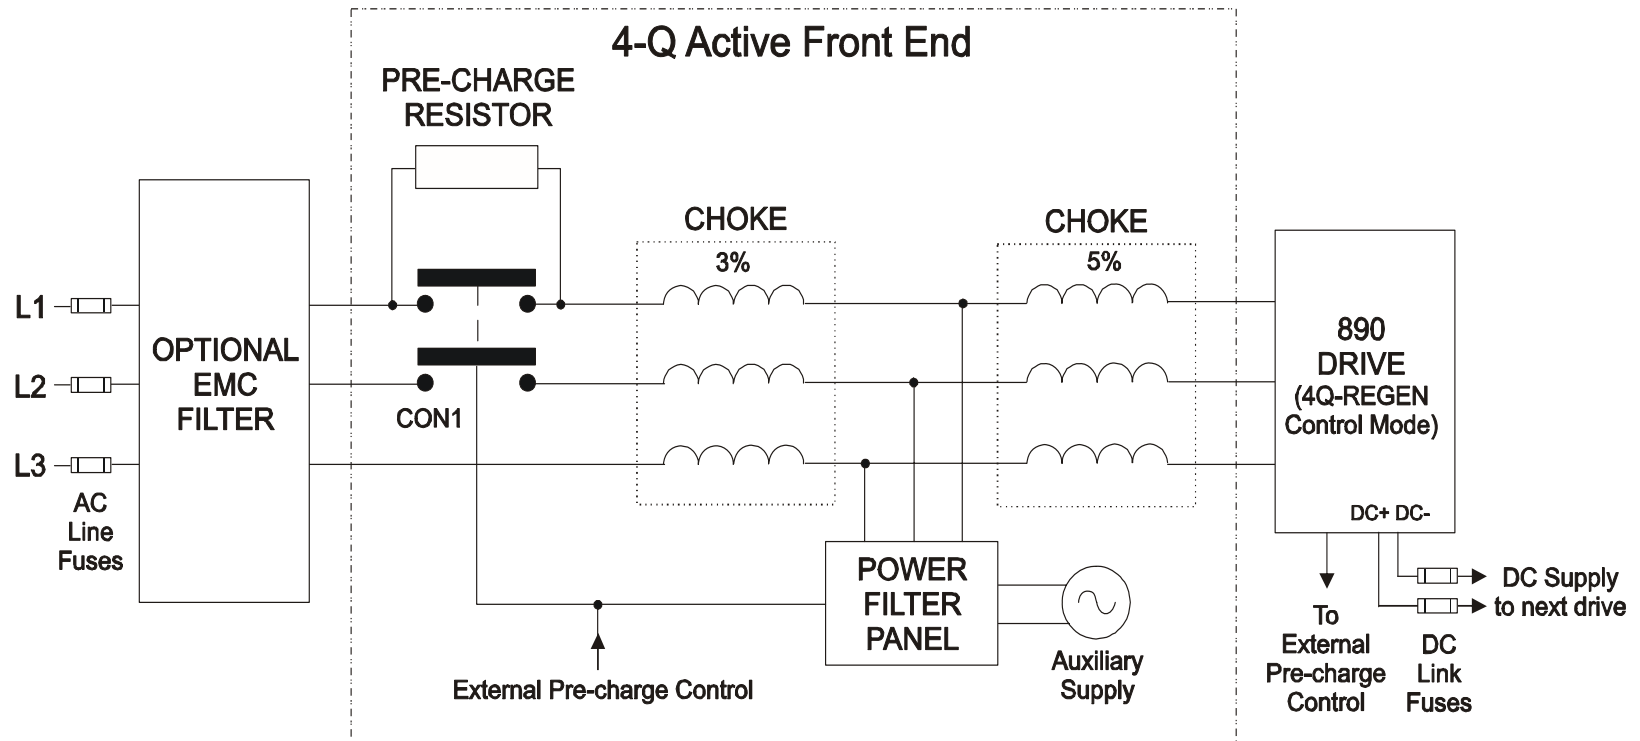 4-Q Active Front End
PRE-CHARGE
RESISTOR
CHOKE
3%
CHOKE
5%
L1
L2
L3
AC
Line
Fuses
OPTIONAL
EMC
FILTER
CON1
890
DRIVE
(4Q-REGEN
Control Mode)
DC+ DC-
POWER
FILTER
PANEL
Auxiliary
Supply
External Pre-charge Control
To
External
Pre-charge
Control
DC Supply
to next drive
DC
Link
Fuses